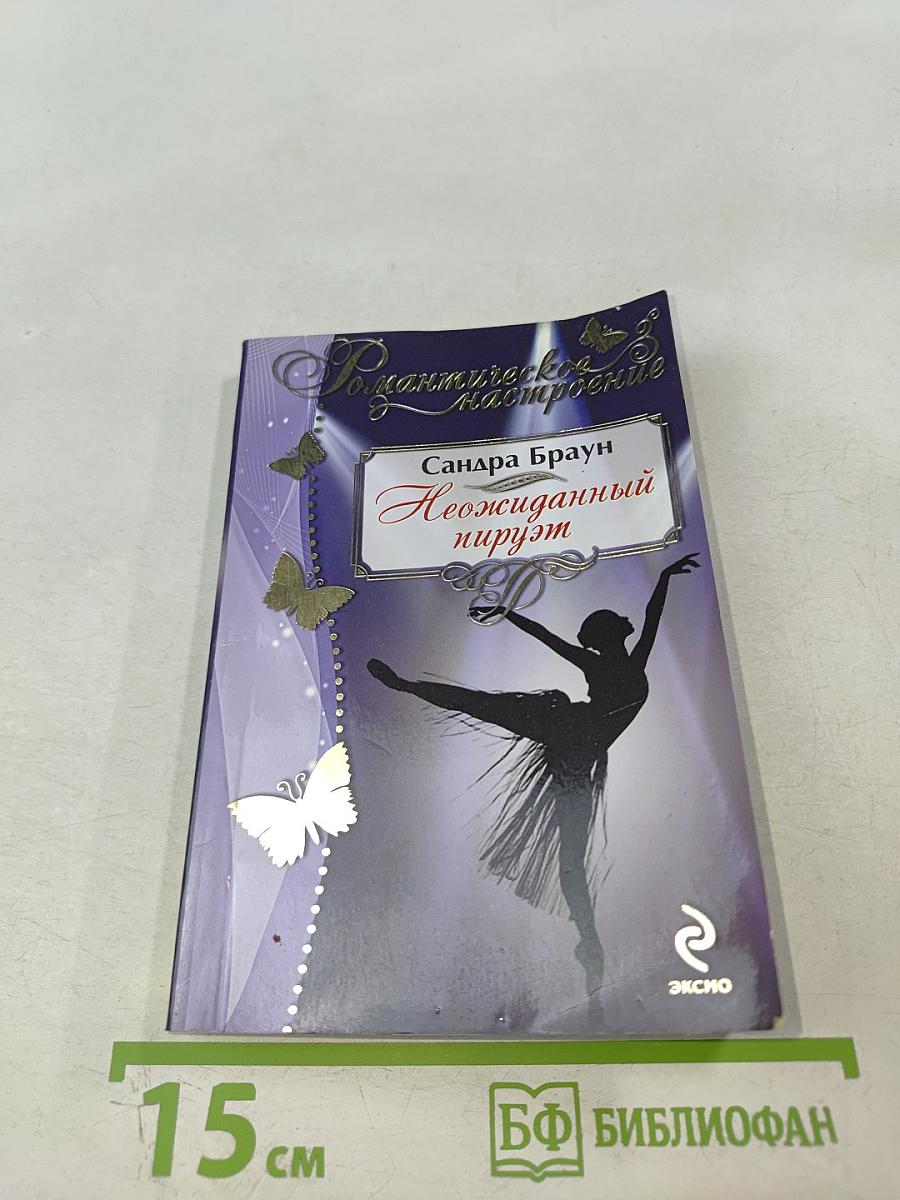 Романтическое
настроение
Сандра Браун
Неожиданный
пируэт
эксмо
15 см
БФ БИБЛИОФАН